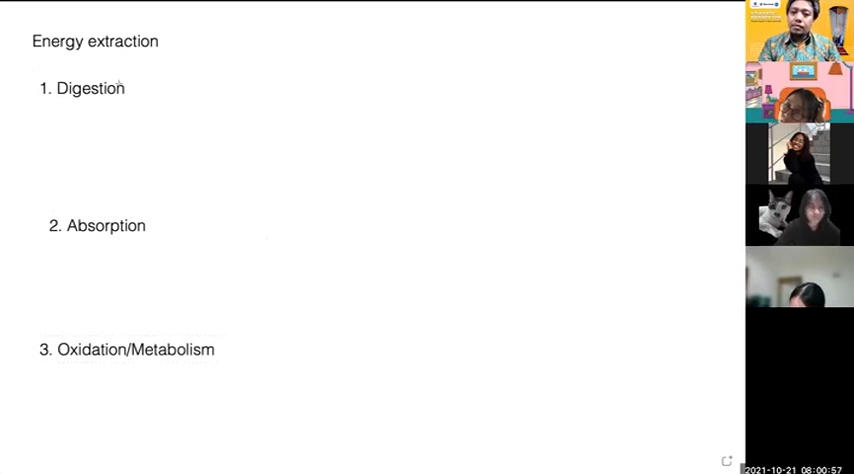 Energy extraction
1. Digestion
2. Absorption
3. Oxidation/Metabolism
2021-10-21 08:00:57